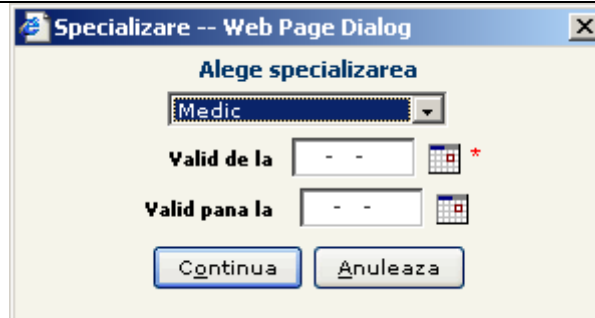 Specializare -- Web Page Dialog
Alege specializarea
Medic
Valid de la - - *
Valid pana la - -
Continua Anuleaza